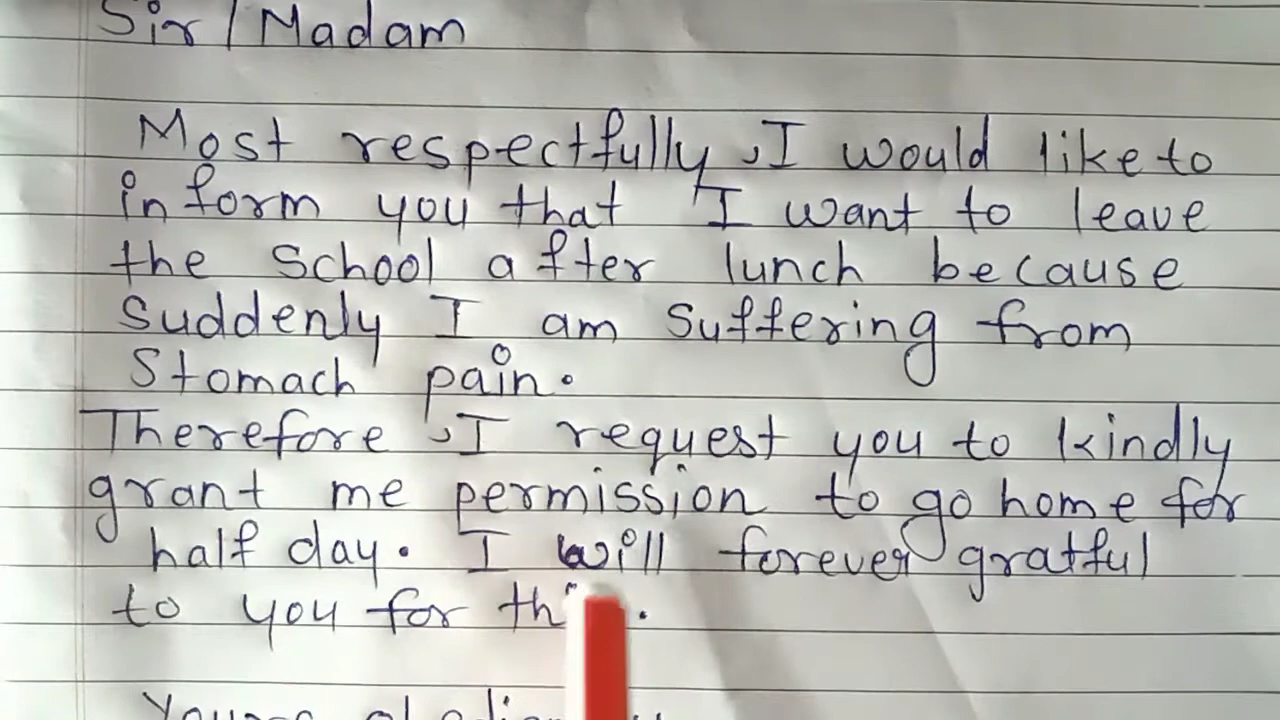 Sir/Madam
Most respectfully, I would like to
inform you that I want to leave
the School after lunch because
Suddenly I am Suffering from
Stomach pain.
Therefore, I request you to kindly
grant me permission to go home for
half day. I will forever gratful
to you for